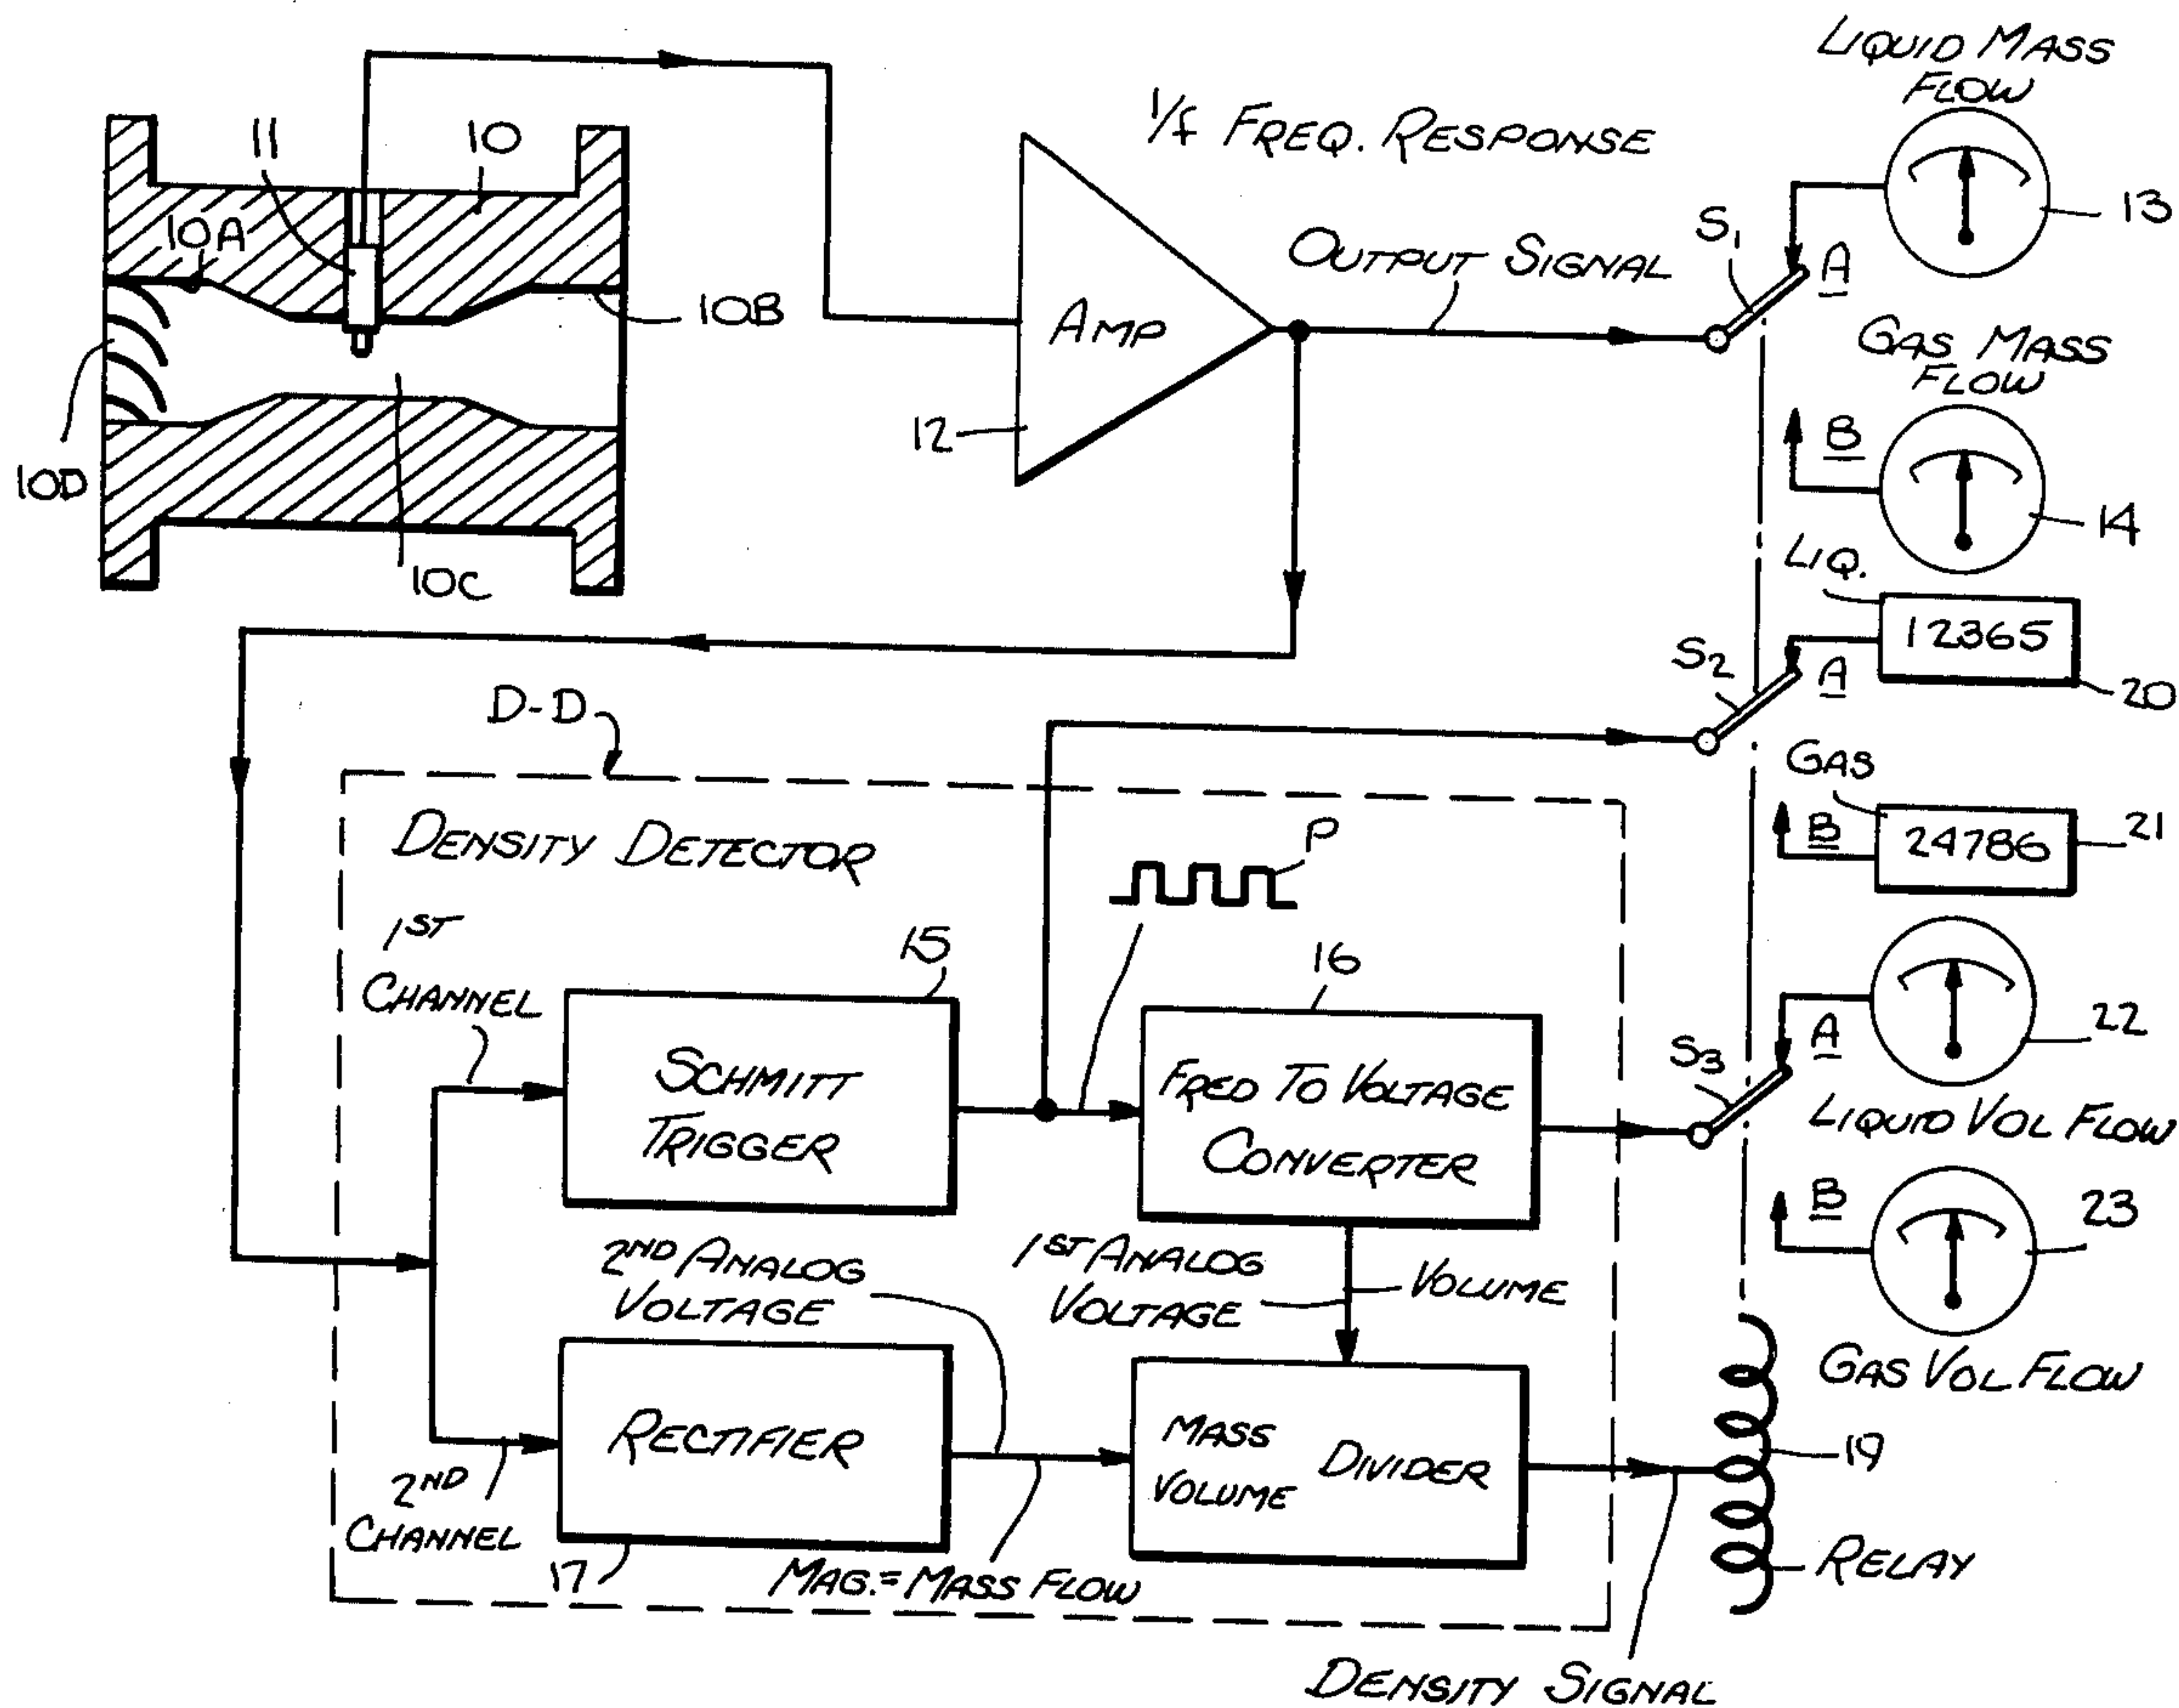 LIQUID MASS
FLOW
1/f FREQ. RESPONSE
11
10
13
10A
S1
A
OUTPUT SIGNAL
10B
AMP
GAS MASS
FLOW
12
B
10D
14
10C
LIQ.
12365
S2
A
20
D-D
GAS
B
24786
21
P
DENSITY DETECTOR
1ST
CHANNEL
15
16
22
A
S3
SCHMITT
TRIGGER
FRED TO VOLTAGE
CONVERTER
LIQUID VOL FLOW
B
23
2ND ANALOG
VOLTAGE
1ST ANALOG
VOLTAGE
VOLUME
GAS VOL FLOW
RECTIFIER
MASS
VOLUME
DIVIDER
19
2ND
CHANNEL
17
MAG.=MASS FLOW
RELAY
DENSITY SIGNAL